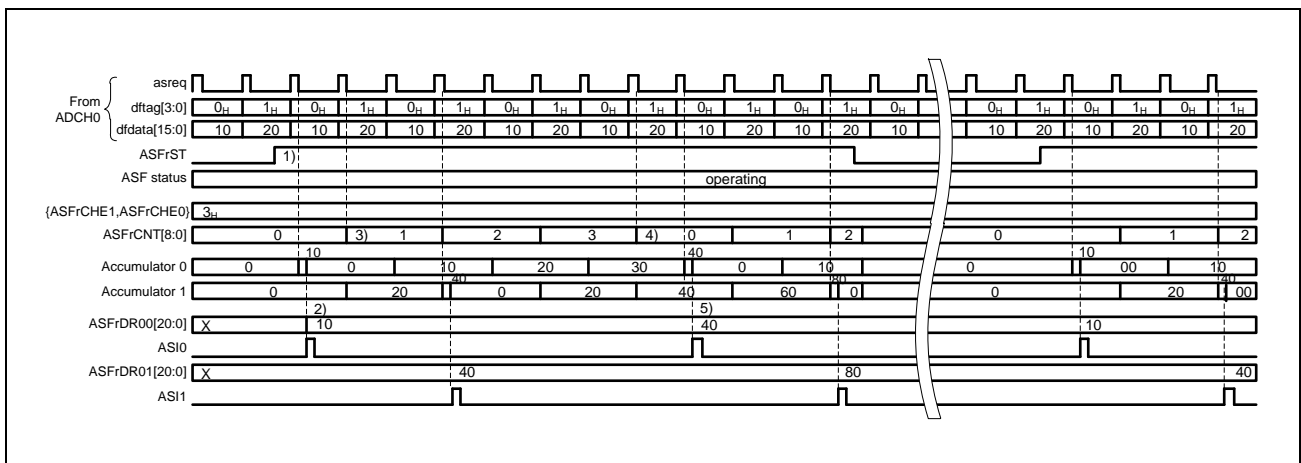 asreq
From ADCH0
dftag[3:0] 0H 1H 0H 1H 0H 1H 0H 1H 0H 1H 0H 1H 0H 1H 0H 0H 1H 0H 1H 0H 1H
dfdata[15:0] 10 20 10 20 10 20 10 20 10 20 10 20 10 20 10 10 20 10 20 10 20
ASFrST 1)
ASF status operating
{ASFrCHE1,ASFrCHE0} 3H
ASFrCNT[8:0] 0 3) 1 2 3 4) 0 1 2 0 1 2
10 40 10
Accumulator 0 0 0 10 20 30 0 10 0 00 10
40 80 40
Accumulator 1 0 20 0 20 40 60 0 0 20 00
2) 5)
ASFrDR00[20:0] X 10 40 10
ASI0
ASFrDR01[20:0] X 40 80 40
ASI1